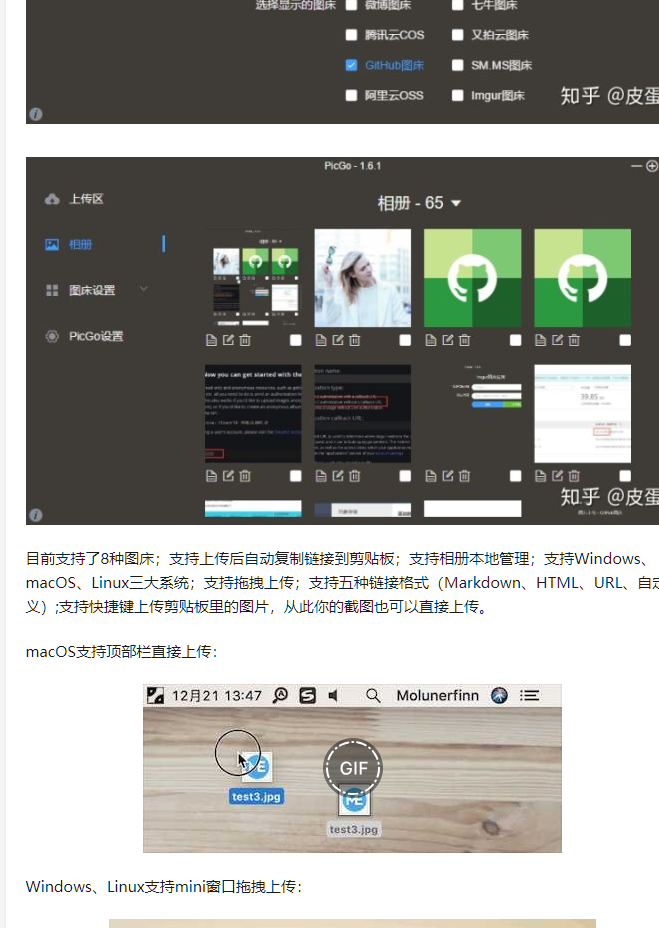 选择显示的图床 微博图床 七牛图床
腾讯云COS 又拍云图床
GitHub图床 SM.MS图床
阿里云OSS Imgur图床
知乎 @皮蛋
PicGo - 1.6.1
上传区
相册 - 65
相册
图床设置
PicGo设置
Now you can get started with the
知乎 @皮蛋
目前支持了8种图床；支持上传后自动复制链接到剪贴板；支持相册本地管理；支持Windows、
macOS、Linux三大系统；支持拖拽上传；支持五种链接格式（Markdown、HTML、URL、自定
义）;支持快捷键上传剪贴板里的图片，从此你的截图也可以直接上传。
macOS支持顶部栏直接上传：
12月21 13:47 Molunerfinn
GIF
test3.jpg
test3.jpg
Windows、Linux支持mini窗口拖拽上传：